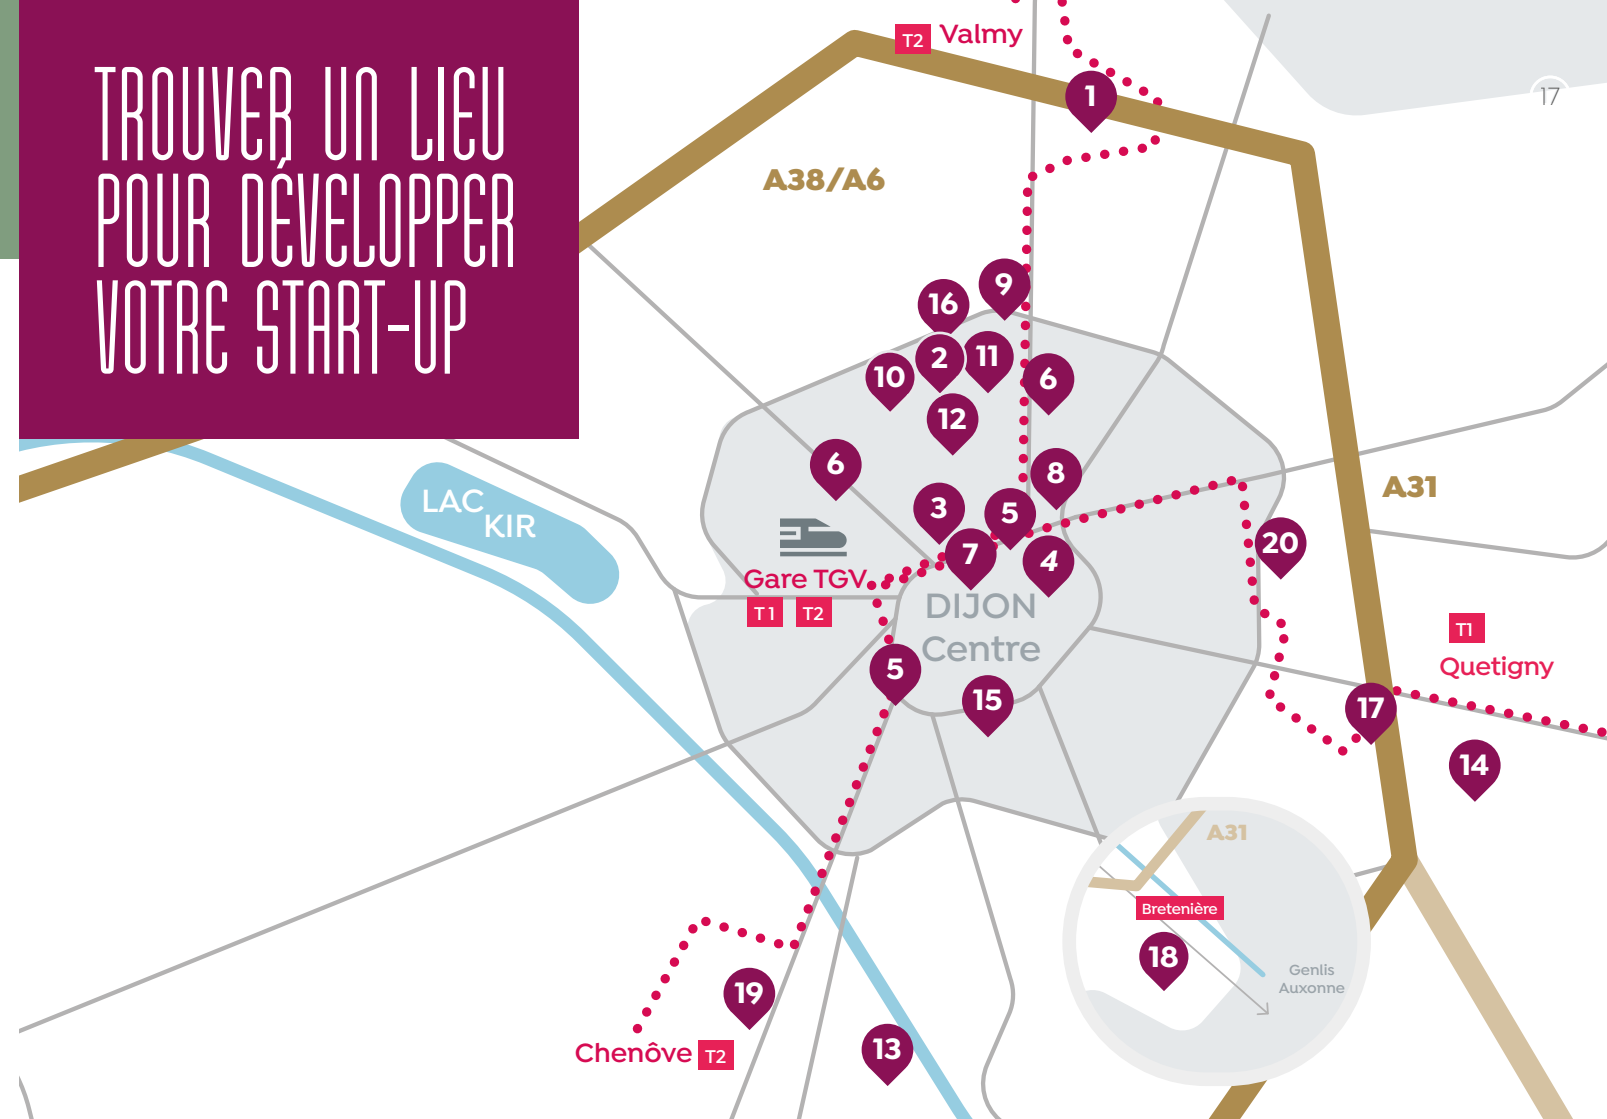 TROUVER UN LIEU
POUR DÉVELOPPER
VOTRE START-UP
T2 Valmy
1
17
A38/A6
9
16
2
11
10
6
12
6
8
A31
LAC
KIR
3
5
7
4
20
Gare TGV
T1 T2
DIJON
Centre
T1
Quetigny
5
15
17
14
A31
Bretenière
18
Genlis
Auxonne
19
Chenôve T2
13